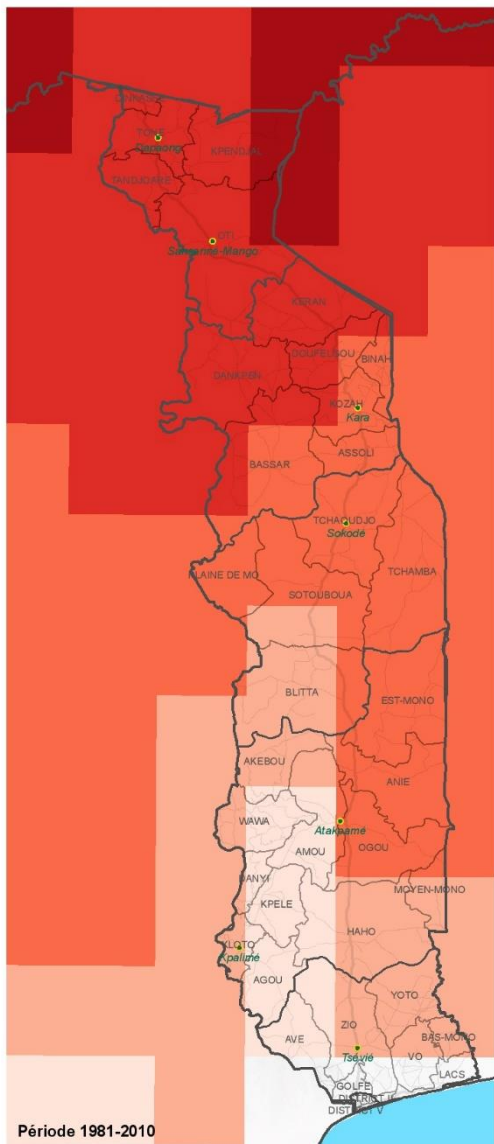 CINKASSE
TONE
Dapaong
KPENDJAL
TANDJOARE
OTI
Sansanné-Mango
KERAN
DOUFELGOU
BINAH
DANKPEN
KOZAH
Kara
ASSOLI
BASSAR
TCHAOUDJO
Sokodé
PLAINE DE MO
TCHAMBA
SOTOUBOUA
BLITTA
EST-MONO
AKEBOU
ANIE
WAWA
Atakpamé
AMOU
OGOU
DANYI
MOYEN-MONO
KPELE
HAHO
KLOTO
Kpalimé
AGOU
YOTO
AVE
ZIO
BAS-MONO
Tsévié
VO
LACS
GOLFE
DISTRICT V
Période 1981-2010